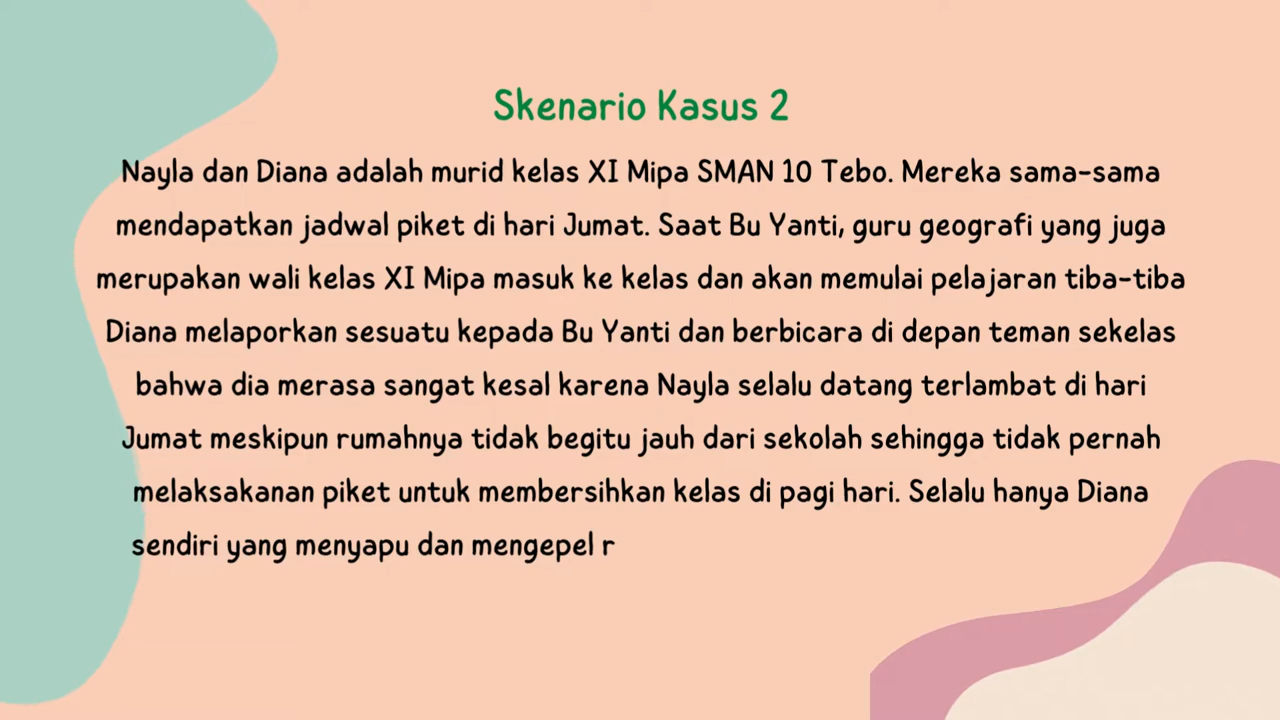 Skenario Kasus 2
Nayla dan Diana adalah murid kelas XI Mipa SMAN 10 Tebo. Mereka sama-sama
mendapatkan jadwal piket di hari Jumat. Saat Bu Yanti, guru geografi yang juga
merupakan wali kelas XI Mipa masuk ke kelas dan akan memulai pelajaran tiba-tiba
Diana melaporkan sesuatu kepada Bu Yanti dan berbicara di depan teman sekelas
bahwa dia merasa sangat kesal karena Nayla selalu datang terlambat di hari
Jumat meskipun rumahnya tidak begitu jauh dari sekolah sehingga tidak pernah
melaksakanan piket untuk membersihkan kelas di pagi hari. Selalu hanya Diana
sendiri yang menyapu dan mengepel r